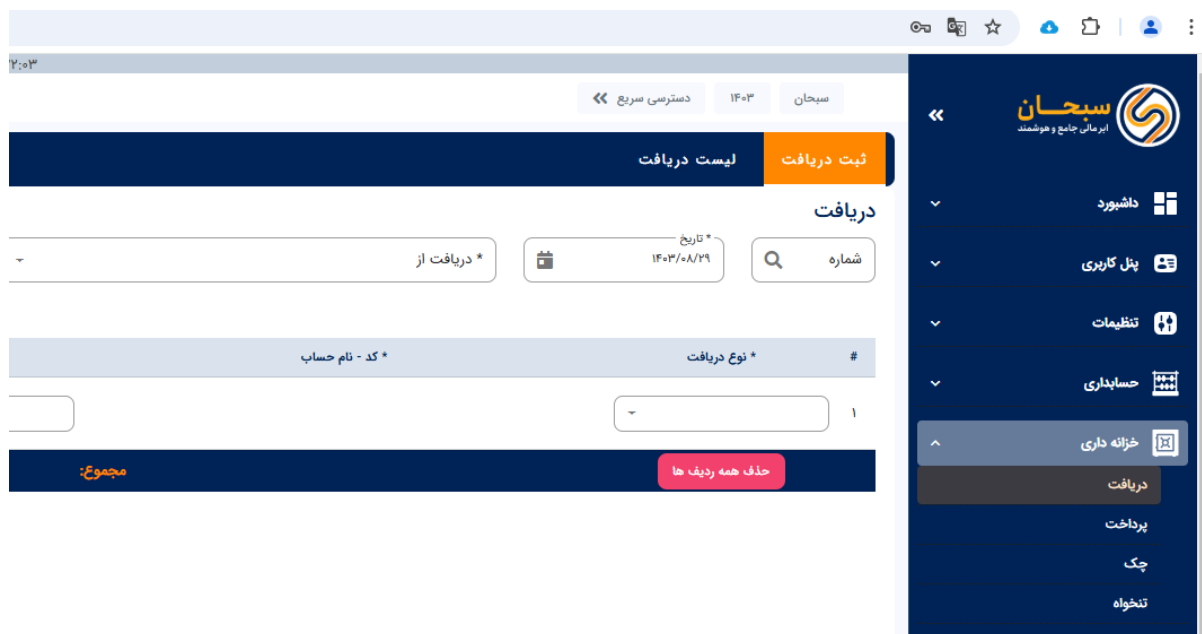 ۲:۰۳
سبحان
ابر مالی جامع و هوشمند
سبحان
۱۴۰۳
دسترسی سریع
ثبت دریافت
لیست دریافت
دریافت
شماره
* تاریخ
۱۴۰۳/۰۸/۲۹
* دریافت از
# * نوع دریافت * کد - نام حساب
۱
حذف همه ردیف ها
مجموع:
داشبورد
پنل کاربری
تنظیمات
حسابداری
خزانه داری
دریافت
پرداخت
چک
تنخواه